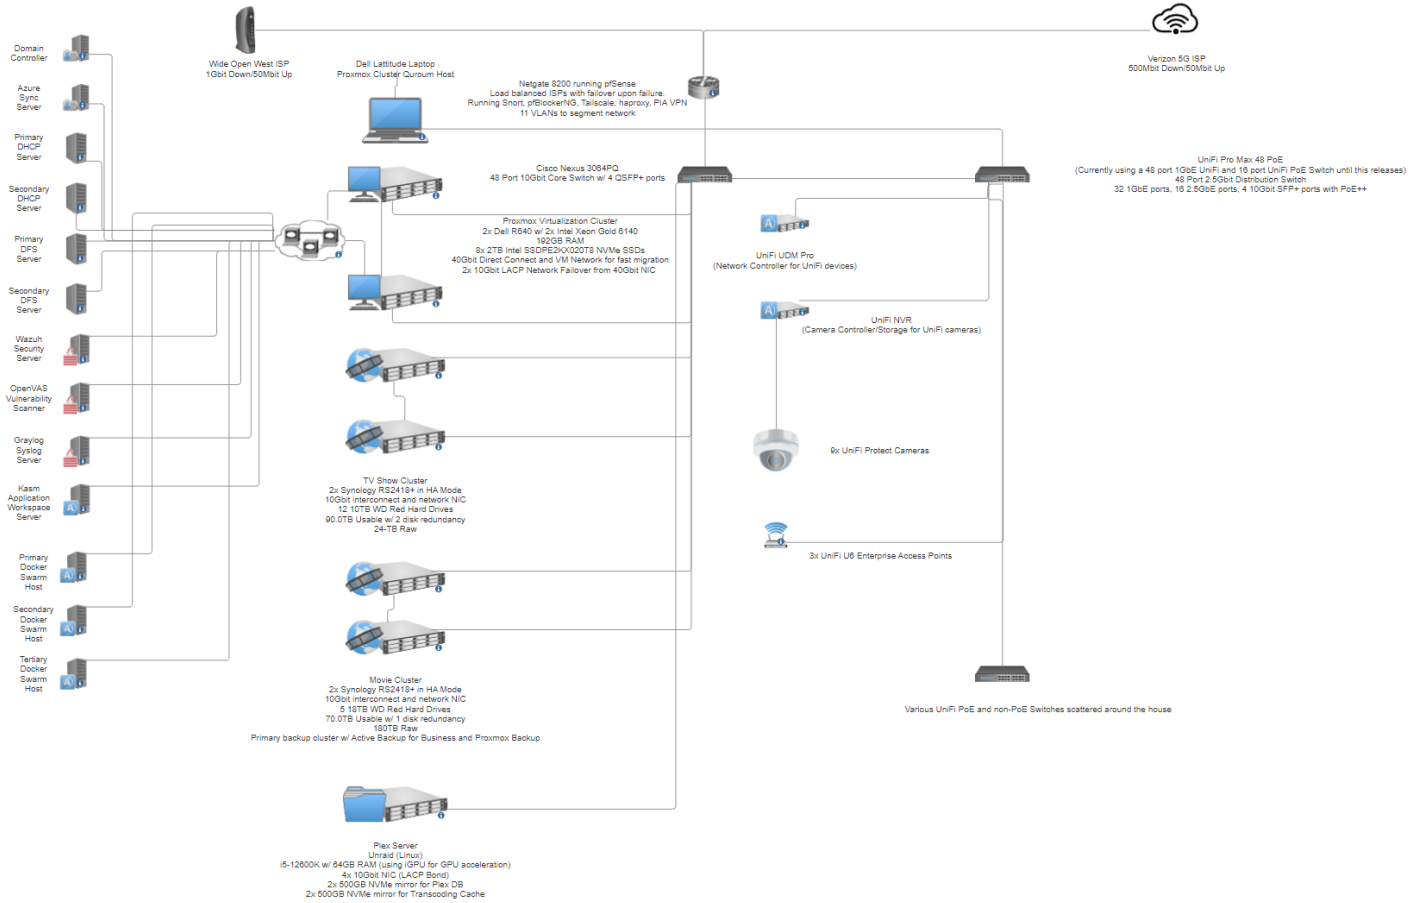 Domain
Controller
Azure
Sync
Server
Primary
DHCP
Server
Secondary
DHCP
Server
Primary
DFS
Server
Secondary
DFS
Server
Wazuh
Security
Server
OpenVAS
Vulnerability
Scanner
Graylog
Syslog
Server
Kasm
Application
Workspace
Server
Primary
Docker
Swarm
Host
Secondary
Docker
Swarm
Host
Tertiary
Docker
Swarm
Host
Wide Open West ISP
1Gbit Down/50Mbit Up
Dell Lattitude Laptop
Proxmox Cluster Quroum Host
Netgate 8200 running pfSense
Load balanced ISPs with failover upon failure.
Running Snort, pfBlockerNG, Tailscale, haproxy, PIA VPN
11 VLANs to segment network
Verizon 5G ISP
500Mbit Down/50Mbit Up
Cisco Nexus 3064PQ
48 Port 10Gbit Core Switch w/ 4 QSFP+ ports
UniFi Pro Max 48 PoE
(Currently using a 48 port 1GbE UniFi and 16 port UniFi PoE Switch until this releases)
48 Port 2.5Gbit Distribution Switch
32 1GbE ports, 16 2.5GbE ports, 4 10Gbit SFP+ ports with PoE++
Proxmox Virtualization Cluster
2x Dell R640 w/ 2x Intel Xeon Gold 6140
192GB RAM
8x 2TB Intel SSDPE2KX020T8 NVMe SSDs
40Gbit Direct Connect and VM Network for fast migration
2x 10Gbit LACP Network Failover from 40Gbit NIC
UniFi UDM Pro
(Network Controller for UniFi devices)
UniFi NVR
(Camera Controller/Storage for UniFi cameras)
9x UniFi Protect Cameras
3x UniFi U6 Enterprise Access Points
Various UniFi PoE and non-PoE Switches scattered around the house
TV Show Cluster
2x Synology RS2418+ in HA Mode
10Gbit interconnect and network NIC
12 10TB WD Red Hard Drives
90.0TB Usable w/ 2 disk redundancy
24-TB Raw
Movie Cluster
2x Synology RS2418+ in HA Mode
10Gbit interconnect and network NIC
5 18TB WD Red Hard Drives
70.0TB Usable w/ 1 disk redundancy
180TB Raw
Primary backup cluster w/ Active Backup for Business and Proxmox Backup
Plex Server
Unraid (Linux)
i5-12600K w/ 64GB RAM (using iGPU for GPU acceleration)
4x 10Gbit NIC (LACP Bond)
2x 500GB NVMe mirror for Plex DB
2x 500GB NVMe mirror for Transcoding Cache